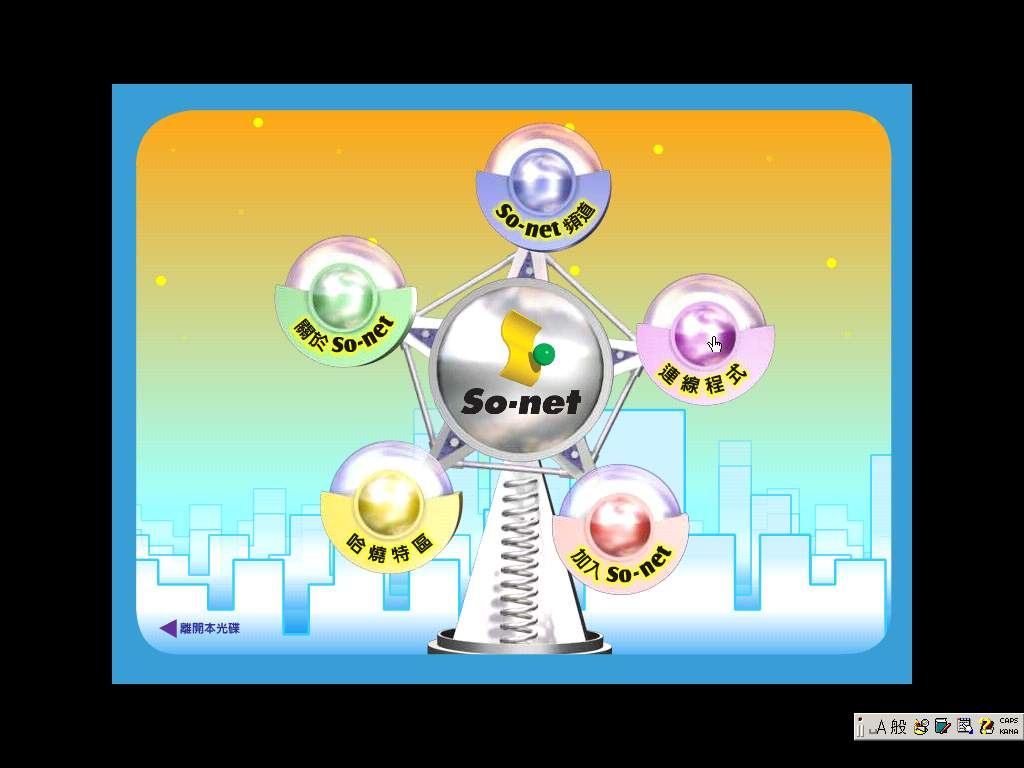 So-net 頻道
關於 So-net
連線程式
So-net
哈燒特區
加入 So-net
離開本光碟
A 般
CAPS
KANA